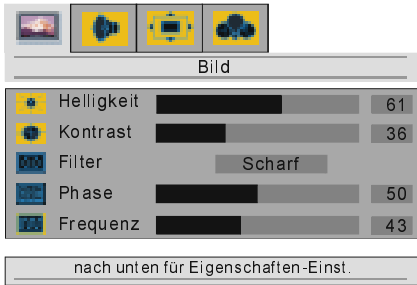 Bild
Helligkeit 61
Kontrast 36
Filter Scharf
Phase 50
Frequenz 43
nach unten für Eigenschaften-Einst.